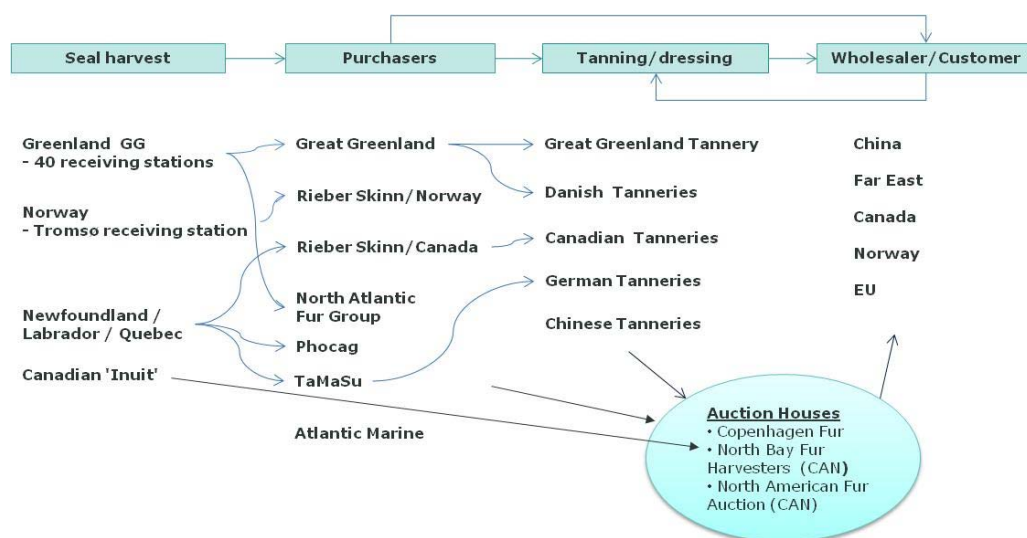 Seal harvest
Purchasers
Tanning/dressing
Wholesaler/Customer
Greenland GG
- 40 receiving stations
Norway
- Tromsø receiving station
Newfoundland /
Labrador / Quebec
Canadian 'Inuit'
Great Greenland
Rieber Skinn/Norway
Rieber Skinn/Canada
North Atlantic
Fur Group
Phocag
TaMaSu
Atlantic Marine
Great Greenland Tannery
Danish Tanneries
Canadian Tanneries
German Tanneries
Chinese Tanneries
China
Far East
Canada
Norway
EU
Auction Houses
• Copenhagen Fur
• North Bay Fur
Harvesters (CAN)
• North American Fur
Auction (CAN)